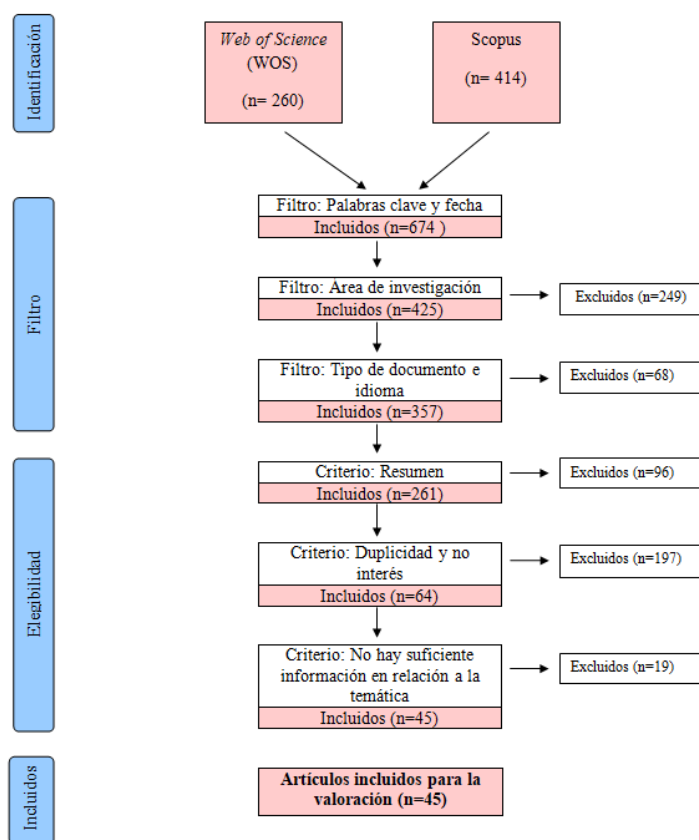 Identificación
Web of Science
(WOS)
(n= 260)
Scopus
(n= 414)
Filtro
Filtro: Palabras clave y fecha
Incluidos (n=674 )
Filtro: Area de investigación
Incluidos (n=425)
Excluidos (n=249)
Filtro: Tipo de documento e
idioma
Incluidos (n=357)
Excluidos (n=68)
Elegibilidad
Criterio: Resumen
Incluidos (n=261)
Excluidos (n=96)
Criterio: Duplicidad y no
interés
Incluidos (n=64)
Excluidos (n=197)
Criterio: No hay suficiente
información en relación a la
temática
Incluidos (n=45)
Excluidos (n=19)
Incluidos
Artículos incluidos para la
valoración (n=45)